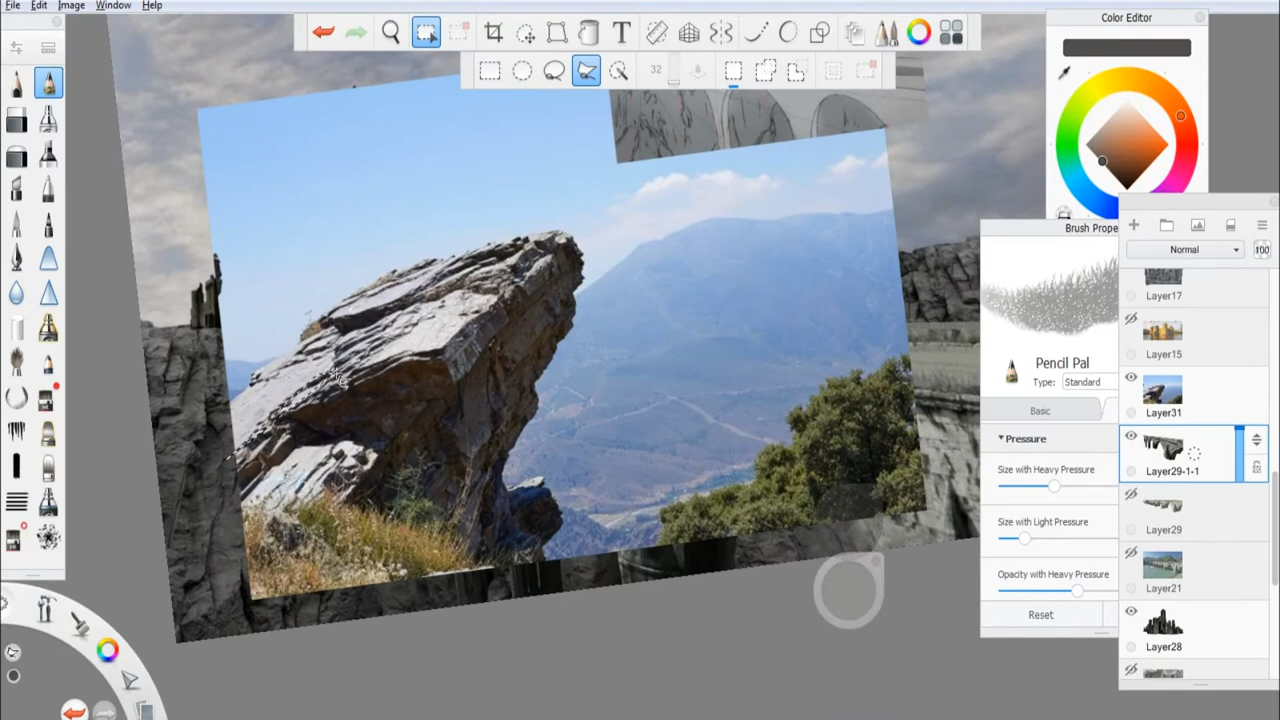 File Edit Image Window Help
T
32
Color Editor
Brush Prope
Pencil Pal
Type: Standard
Basic
Pressure
Size with Heavy Pressure
Size with Light Pressure
Opacity with Heavy Pressure
Reset
Normal
100
Layer17
Layer15
Layer31
Layer29-1-1
Layer29
Layer21
Layer28